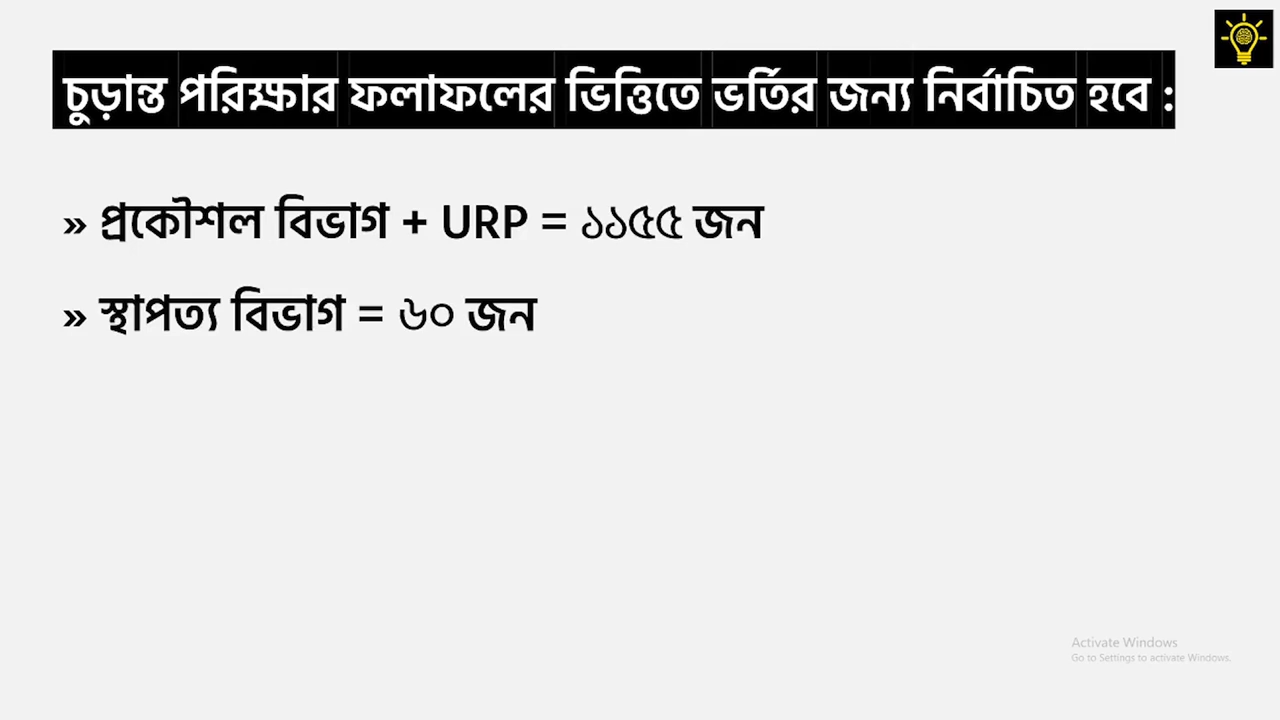 চুড়ান্ত পরিক্ষার ফলাফলের ভিত্তিতে ভর্তির জন্য নির্বাচিত হবে :
» প্রকৌশল বিভাগ + URP = ১১৫৫ জন
» স্থাপত্য বিভাগ = ৬০ জন
Activate Windows
Go to Settings to activate Windows.